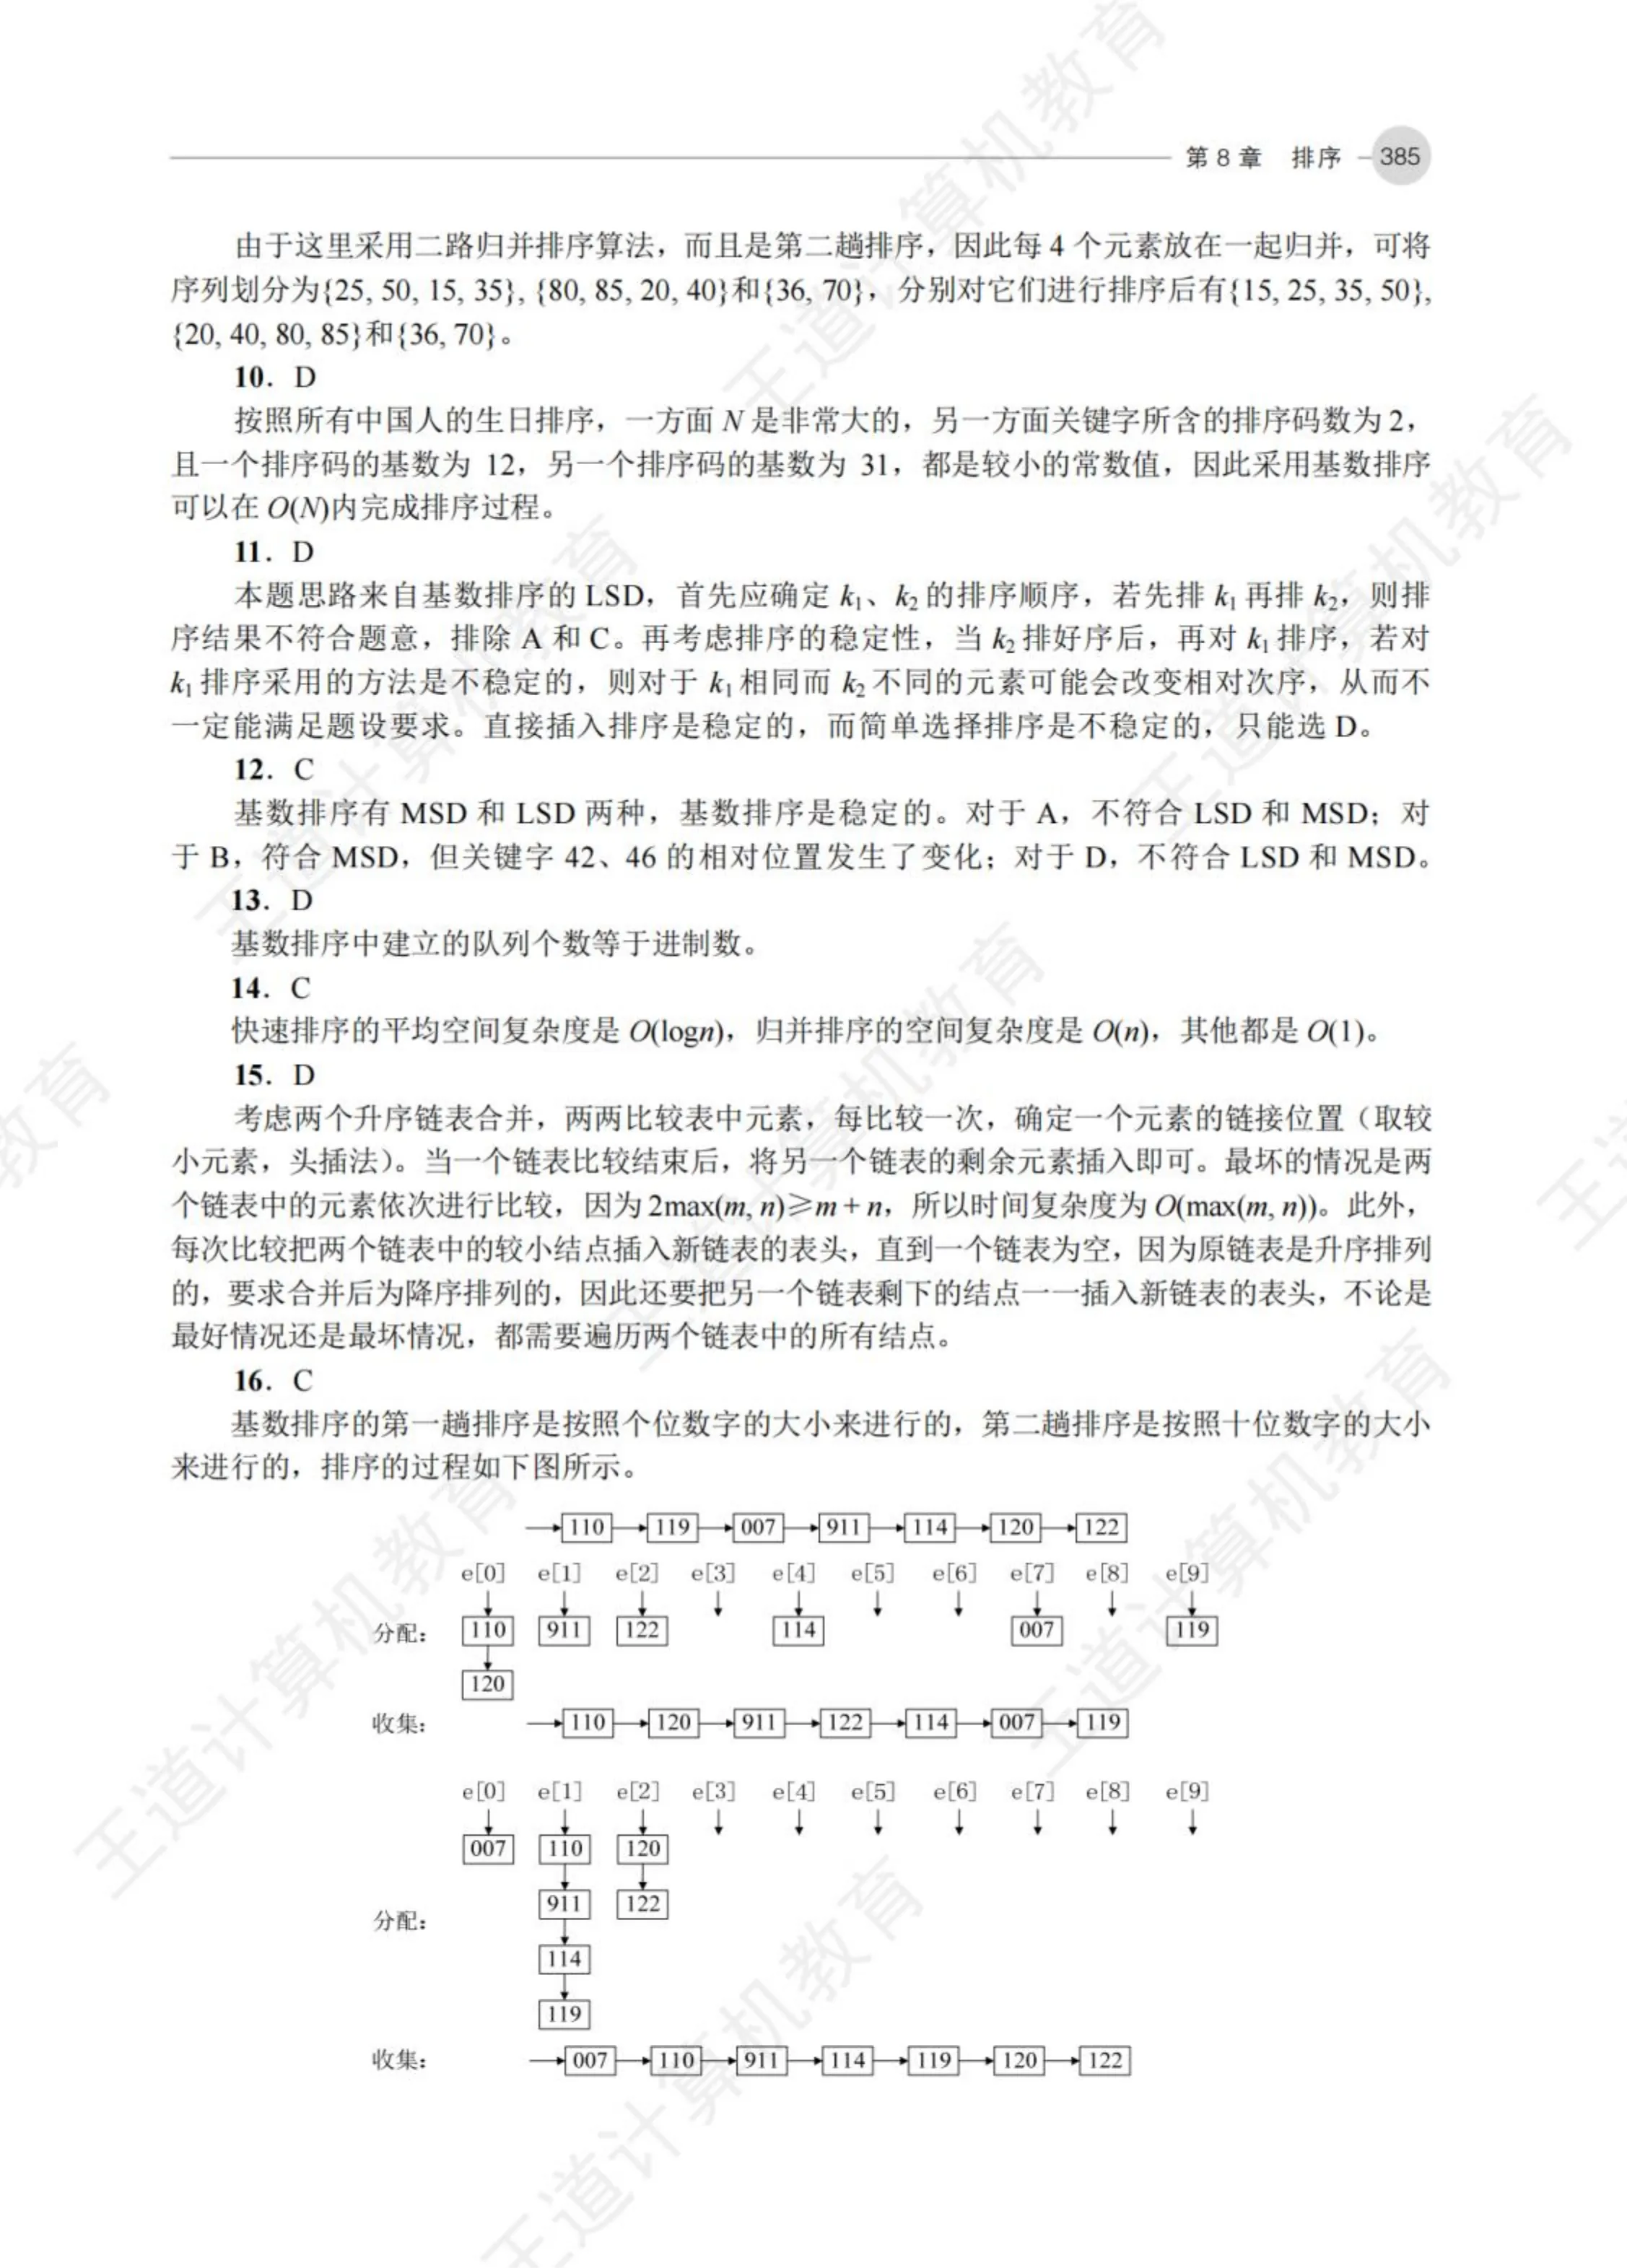 第 8 章 排序 385
由于这里采用二路归并排序算法，而且是第二趟排序，因此每 4 个元素放在一起归并，可将
序列划分为{25, 50, 15, 35}, {80, 85, 20, 40}和{36, 70}，分别对它们进行排序后有{15, 25, 35, 50},
{20, 40, 80, 85}和{36, 70}。
10. D
按照所有中国人的生日排序，一方面 N 是非常大的，另一方面关键字所含的排序码数为 2，
且一个排序码的基数为 12，另一个排序码的基数为 31，都是较小的常数值，因此采用基数排序
可以在 O(N)内完成排序过程。
11. D
本题思路来自基数排序的 LSD，首先应确定 k₁、k₂ 的排序顺序，若先排 k₁ 再排 k₂，则排
序结果不符合题意，排除 A 和 C。再考虑排序的稳定性，当 k₂ 排好序后，再对 k₁ 排序，若对
k₁ 排序采用的方法是不稳定的，则对于 k₁ 相同而 k₂ 不同的元素可能会改变相对次序，从而不
一定能满足题设要求。直接插入排序是稳定的，而简单选择排序是不稳定的，只能选 D。
12. C
基数排序有 MSD 和 LSD 两种，基数排序是稳定的。对于 A，不符合 LSD 和 MSD；对
于 B，符合 MSD，但关键字 42、46 的相对位置发生了变化；对于 D，不符合 LSD 和 MSD。
13. D
基数排序中建立的队列个数等于进制数。
14. C
快速排序的平均空间复杂度是 O(logn)，归并排序的空间复杂度是 O(n)，其他都是 O(1)。
15. D
考虑两个升序链表合并，两两比较表中元素，每比较一次，确定一个元素的链接位置（取较
小元素，头插法）。当一个链表比较结束后，将另一个链表的剩余元素插入即可。最坏的情况是两
个链表中的元素依次进行比较，因为 2max(m, n)≥m + n，所以时间复杂度为 O(max(m, n))。此外，
每次比较把两个链表中的较小结点插入新链表的表头，直到一个链表为空，因为原链表是升序排列
的，要求合并后为降序排列的，因此还要把另一个链表剩下的结点一一插入新链表的表头，不论是
最好情况还是最坏情况，都需要遍历两个链表中的所有结点。
16. C
基数排序的第一趟排序是按照个位数字的大小来进行的，第二趟排序是按照十位数字的大小
来进行的，排序的过程如下图所示。
110 119 007 911 114 120 122
e[0] e[1] e[2] e[3] e[4] e[5] e[6] e[7] e[8] e[9]
分配： 110 911 122 114 007 119
120
收集： 110 120 911 122 114 007 119
e[0] e[1] e[2] e[3] e[4] e[5] e[6] e[7] e[8] e[9]
007 110 120
911 122
分配：
114
119
收集： 007 110 911 114 119 120 122
王道计算机教育